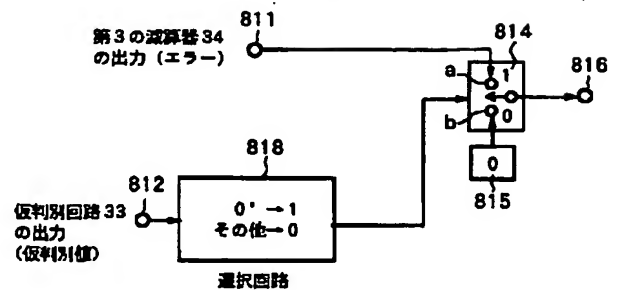 第3の減算器34
の出力（エラー）
811
814
816
a
1
b
0
0
815
818
812
仮判別回路33
の出力
（仮判別値）
0' →1
その他→0
選択回路